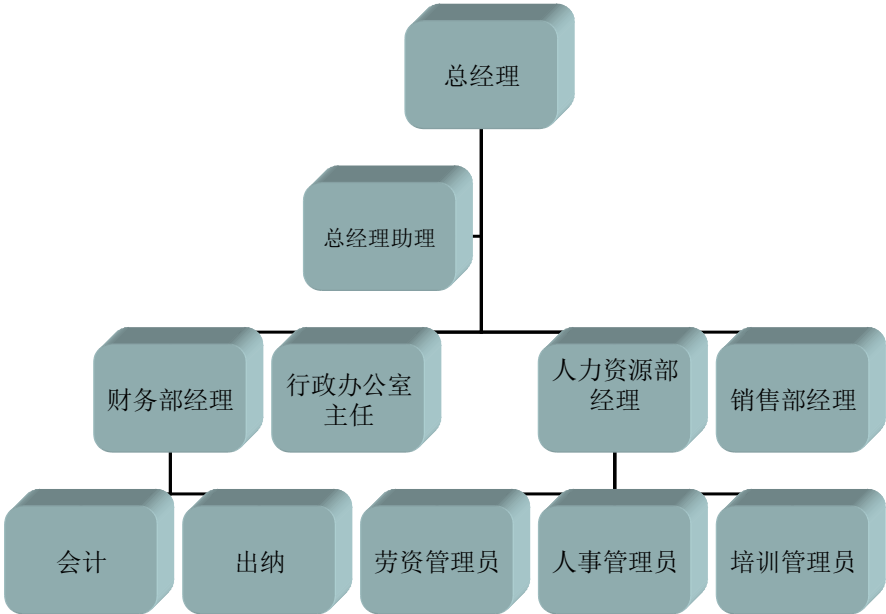 总经理
总经理助理
财务部经理
行政办公室
主任
人力资源部
经理
销售部经理
会计
出纳
劳资管理员
人事管理员
培训管理员